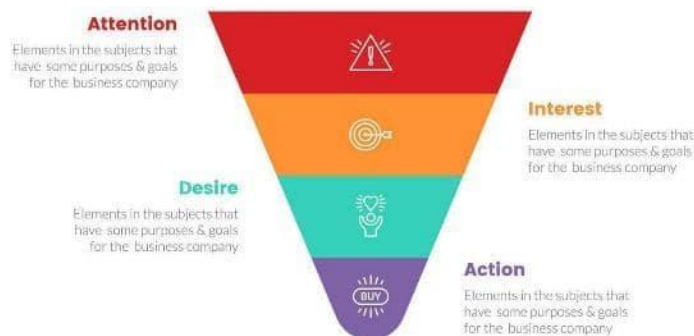 Attention
Elements in the subjects that
have some purposes & goals
for the business company
Interest
Elements in the subjects that
have some purposes & goals
for the business company
Desire
Elements in the subjects that
have some purposes & goals
for the business company
Action
Elements in the subjects that
have some purposes & goals
for the business company
BUY